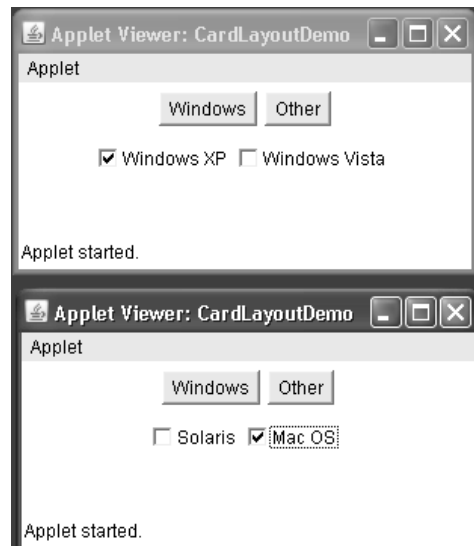 Applet Viewer: CardLayoutDemo
Applet
Windows Other
Windows XP Windows Vista
Applet started.
Applet Viewer: CardLayoutDemo
Applet
Windows Other
Solaris Mac OS
Applet started.